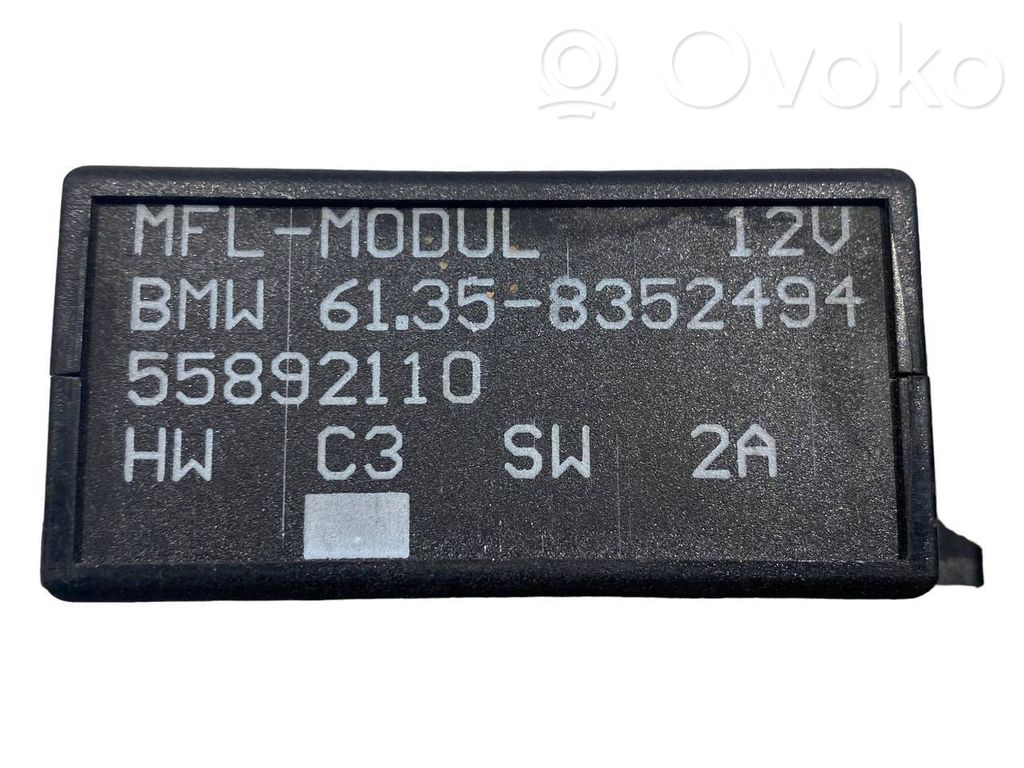 Ovoko
MFL-MODUL 12V
BMW 61.35-8352494
55892110
HW C3 SW 2A